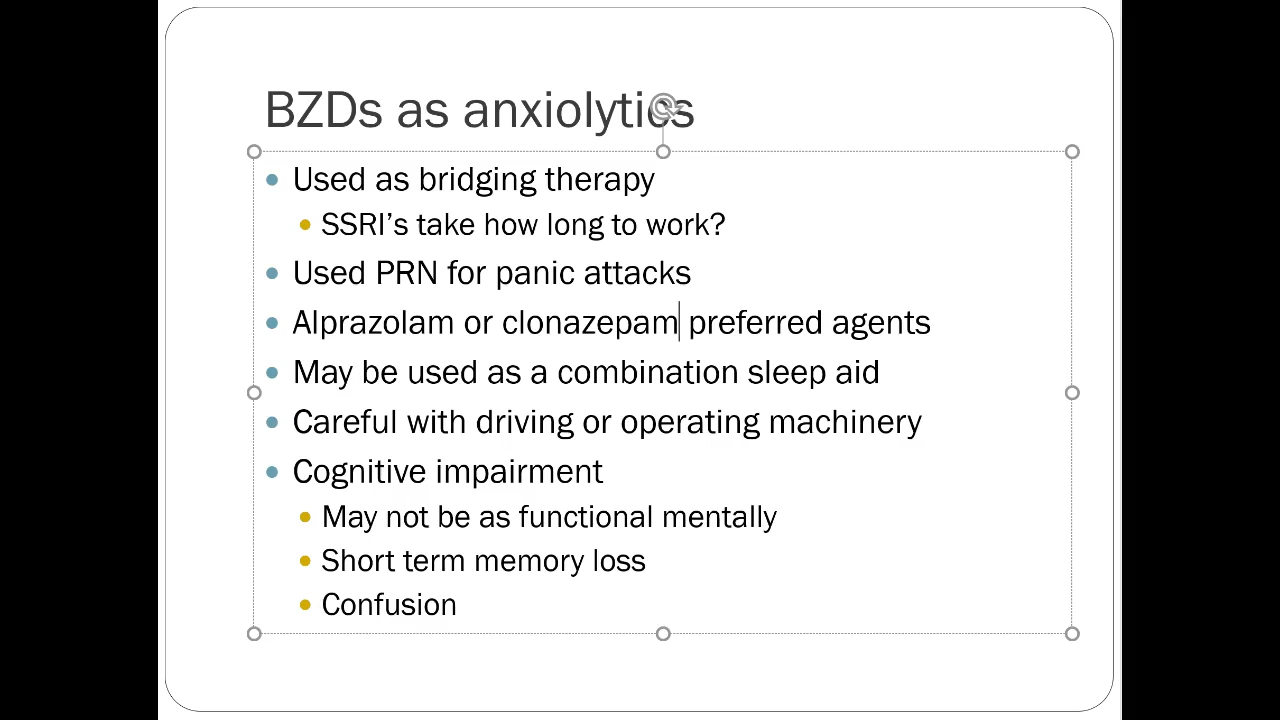 BZDs as anxiolytics
Used as bridging therapy
SSRI’s take how long to work?
Used PRN for panic attacks
Alprazolam or clonazepam preferred agents
May be used as a combination sleep aid
Careful with driving or operating machinery
Cognitive impairment
May not be as functional mentally
Short term memory loss
Confusion